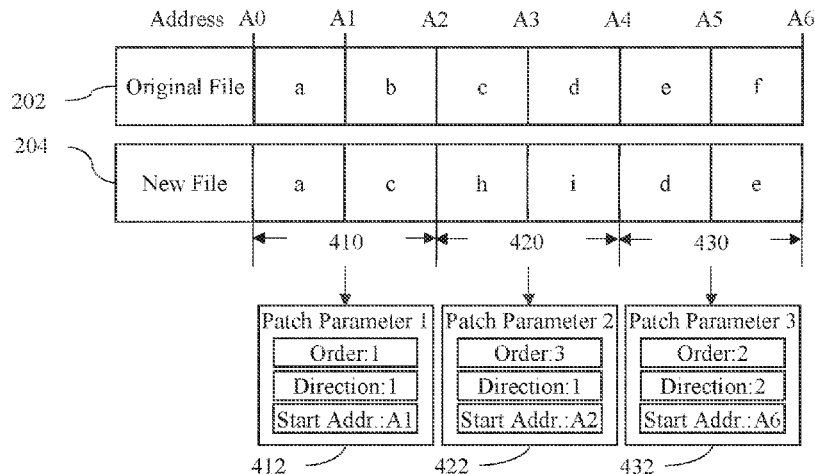 Address A0 A1 A2 A3 A4 A5 A6
202 Original File a b c d e f
204 New File a c h i d e
410 420 430
Patch Parameter 1 Patch Parameter 2 Patch Parameter 3
Order:1 Order:3 Order:2
Direction:1 Direction:1 Direction:2
Start Addr.:A1 Start Addr.:A2 Start Addr.:A6
412 422 432